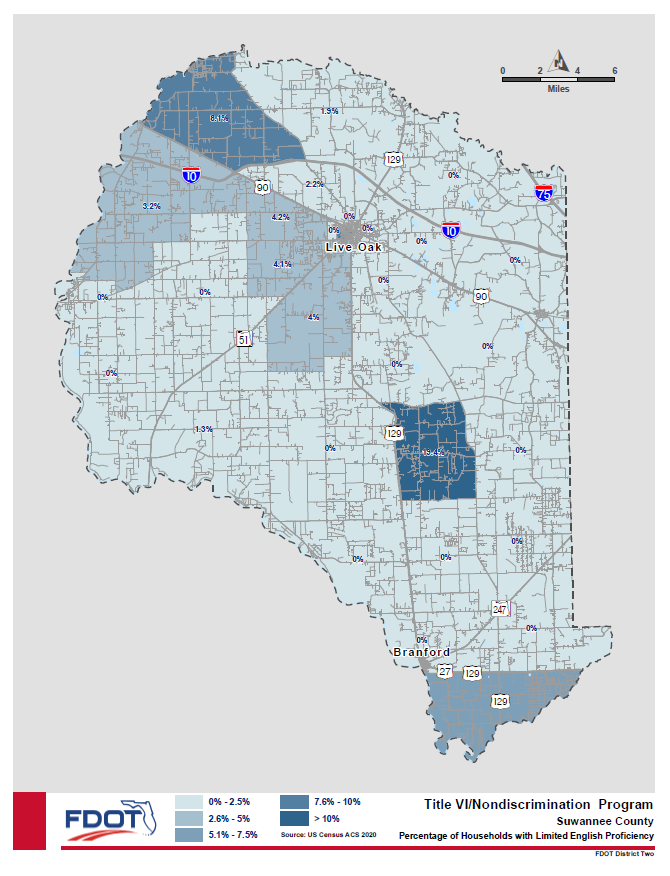 N
0 2 4 6
Miles
8.1%
1.9%
129
0%
10
90
2.2%
75
3.2%
4.2%
0%
0%
0%
Live Oak
10
0%
0%
4.1%
0%
0%
0%
90
4%
51
0%
0%
0%
1.3%
129
0%
0%
0%
0%
0%
247
0%
0%
Branford
27
129
129
FDOT
0% - 2.5%
2.6% - 5%
5.1% - 7.5%
7.6% - 10%
> 10%
Source: US Census ACS 2020
Title VI/Nondiscrimination Program
Suwannee County
Percentage of Households with Limited English Proficiency
FDOT District Two